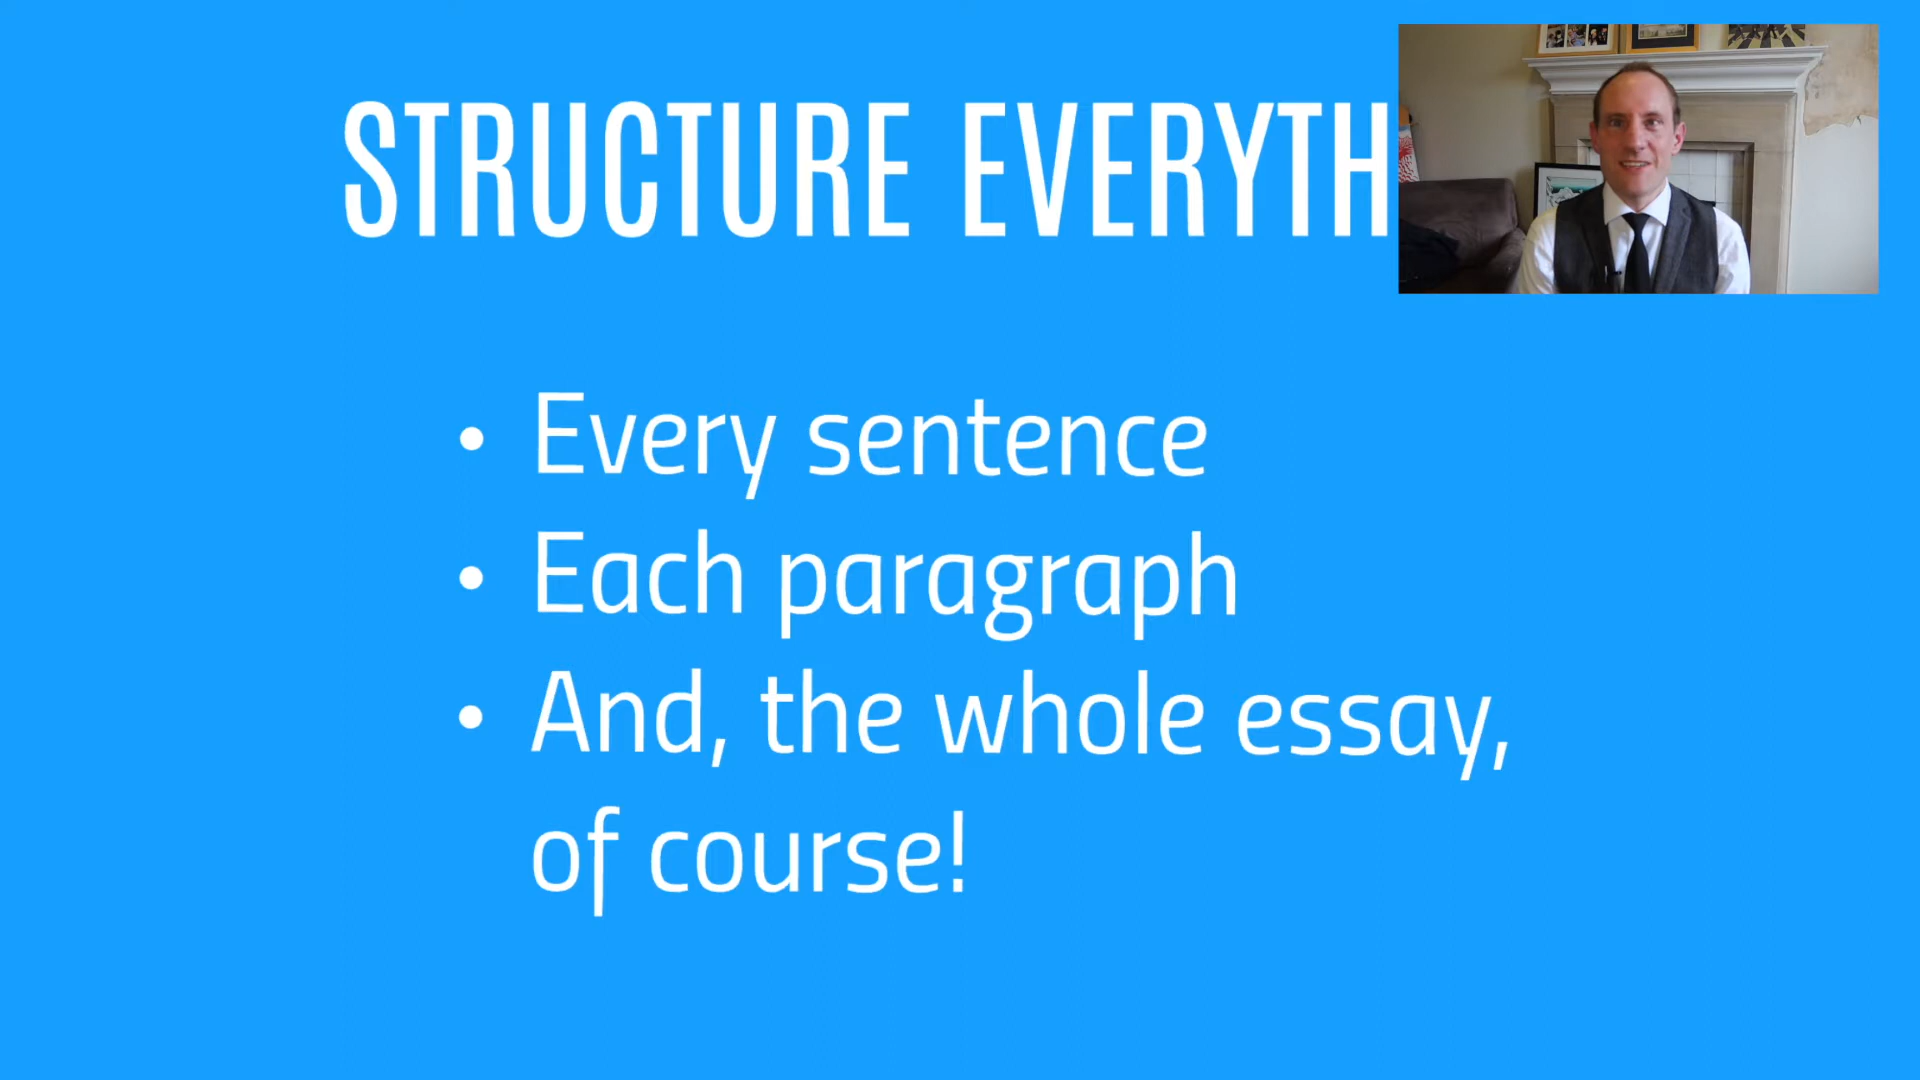 STRUCTURE EVERYTH
• Every sentence
• Each paragraph
• And, the whole essay,
of course!